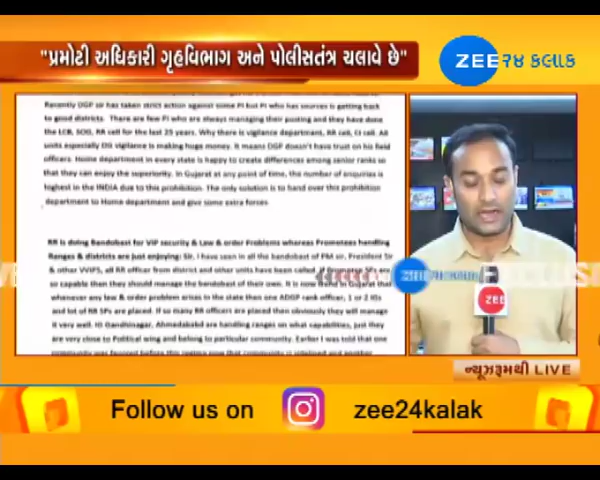 "પ્રમોટી અધિકારી ગૃહવિભાગ અને પોલીસતંત્ર ચલાવે છે"
ZEE ૨૪ કલાક
Recently DGP sir has taken strict action against some PI but PI who has sources is getting back
to good districts. There are few PI who are always managing their posting and they have done
the LCB, SOG, RR cell for the last 25 years. Why there is vigilance department, RR cell, CI cell. All
units especially DG vigilance is making huge money. It means DGP doesn't have trust on his field
officers. Home department in every state is happy to create differences among senior ranks so
that they can enjoy the superiority. In Gujarat at any point of time, the number of enquiries is
highest in the INDIA due to this prohibition. The only solution is to hand over this prohibition
department to Home department and give some extra forces.
RR is doing Bandobast for VIP security & Law & order Problems whereas Promotees handling
Ranges & districts are just enjoying: Sir, I have seen in all the bandobast of PM sir, President Sir
& other VVIPS, all RR officer from district and other units have been called. If Promotee SPs are
so capable then they should manage the bandobast of their own. It is now trend in Gujarat that
whenever any law & order problem arises in the state then one ADGP rank officer, 1 or 2 IGs
and lot of RR SPs are placed. If so many RR officers are placed then obviously they will manage
it very well. IG Gandhinagar, Ahmadabad are handling ranges on what capabilities, just they
are very close to Political wing and belong to particular community. Earlier I was told that one
ZEE
ન્યૂઝરૂમથી LIVE
Follow us on zee24kalak